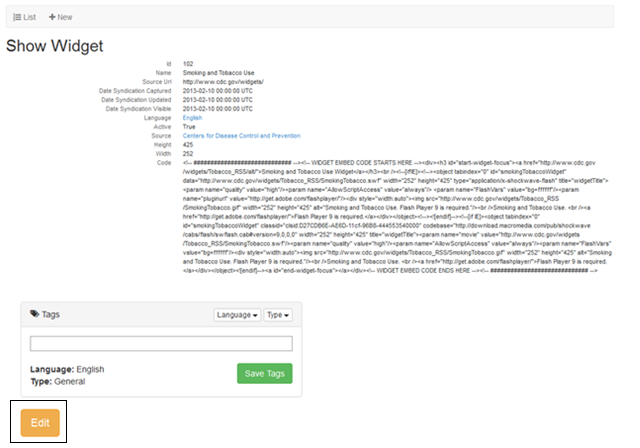 List New
Show Widget
Id 102
Name Smoking and Tobacco Use
Source Url http://www.cdc.gov/widgets/
Date Syndication Captured 2013-02-10 00:00:00 UTC
Date Syndication Updated 2013-02-10 00:00:00 UTC
Date Syndication Visible 2013-02-10 00:00:00 UTC
Language English
Active True
Source Centers for Disease Control and Prevention
Height 425
Width 252
Code <!-- ############################# --><!-- WIDGET EMBED CODE STARTS HERE --><div><h3 id="start-widget-focus"><a href="http://www.cdc.gov
/widgets/Tobacco_RSS/alt/">Smoking and Tobacco Use Widget</a></h3><br /><!--[if!IE]><--><object tabindex="0" id="smokingTobaccoWidget"
data="http://www.cdc.gov/widgets/Tobacco_RSS/SmokingTobacco.swf" width="252" height="425" type="application/x-shockwave-flash" title="widgetTitle">
<param name="quality" value="high"/><param name="AllowScriptAccess" value="always"/> <param name="FlashVars" value="bg=ffffff"/><param
name="pluginurl" value="http://get.adobe.com/flashplayer/"><div style="width:auto"><img src="http://www.cdc.gov/widgets/Tobacco_RSS
/SmokingTobacco.gif" width="252" height="425" alt="Smoking and Tobacco Use. Flash Player 9 is required."/><br />Smoking and Tobacco Use. <br /><a
href="http://get.adobe.com/flashplayer/">Flash Player 9 is required.</a></div></object><!--><![endif]--><!--[if IE]><object tabindex="0"
id="smokingTobaccoWidget" classid="clsid:D27CDB6E-AE6D-11cf-96B8-444553540000" codebase="http://download.macromedia.com/pub/shockwave
/cabs/flash/swflash.cab#version=9,0,0,0" width="252" height="425" title="widgetTitle"><param name="movie" value="http://www.cdc.gov/widgets
/Tobacco_RSS/SmokingTobacco.swf"/><param name="quality" value="high"/><param name="AllowScriptAccess" value="always"/><param name="FlashVars"
value="bg=ffffff"/><div style="width:auto"><img src="http://www.cdc.gov/widgets/Tobacco_RSS/SmokingTobacco.gif" width="252" height="425" alt="Smoking
and Tobacco Use. Flash Player 9 is required."/><br />Smoking and Tobacco Use. <br /><a href="http://get.adobe.com/flashplayer/">Flash Player 9 is required.
</a></div></object><![endif]--><a id="end-widget-focus"></a></div><!-- WIDGET EMBED CODE ENDS HERE --><!-- ############################# -->
Tags Language Type
Language: English
Type: General
Save Tags
Edit